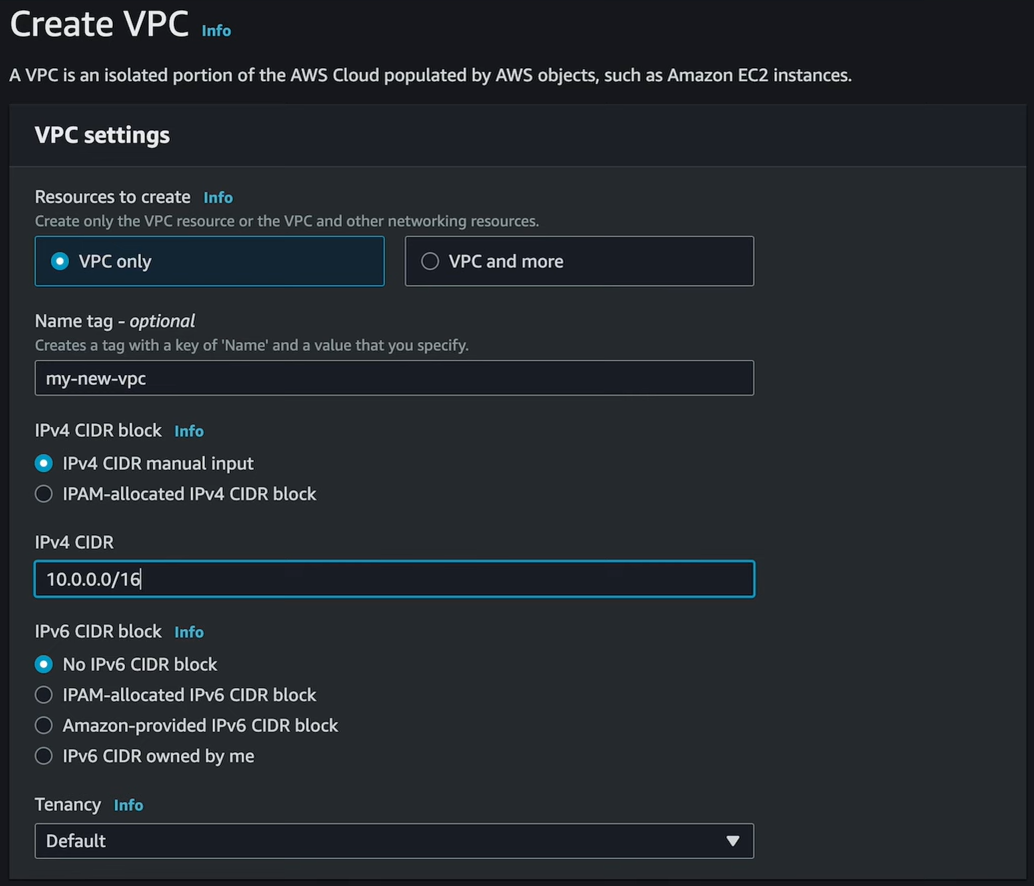 Create VPC Info
A VPC is an isolated portion of the AWS Cloud populated by AWS objects, such as Amazon EC2 instances.
VPC settings
Resources to create Info
Create only the VPC resource or the VPC and other networking resources.
VPC only VPC and more
Name tag - optional
Creates a tag with a key of 'Name' and a value that you specify.
my-new-vpc
IPv4 CIDR block Info
IPv4 CIDR manual input
IPAM-allocated IPv4 CIDR block
IPv4 CIDR
10.0.0.0/16
IPv6 CIDR block Info
No IPv6 CIDR block
IPAM-allocated IPv6 CIDR block
Amazon-provided IPv6 CIDR block
IPv6 CIDR owned by me
Tenancy Info
Default